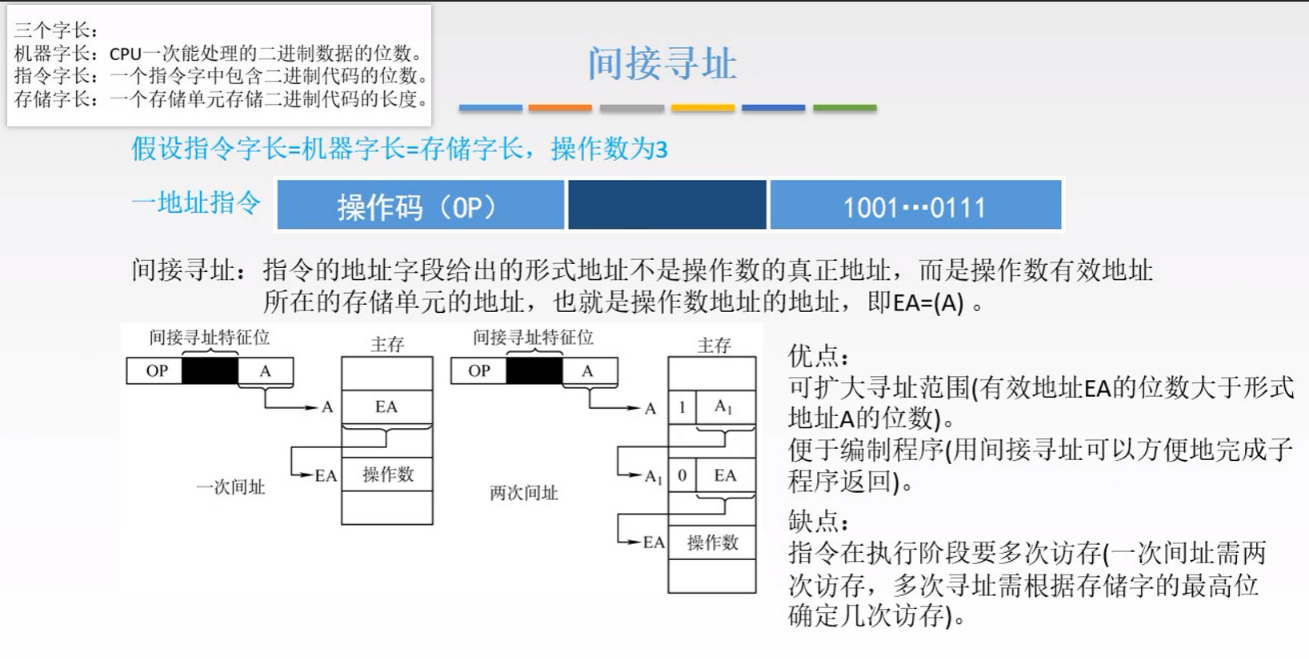 三个字长：
机器字长：CPU一次能处理的二进制数据的位数。
指令字长：一个指令字中包含二进制代码的位数。
存储字长：一个存储单元存储二进制代码的长度。
间接寻址
假设指令字长=机器字长=存储字长，操作数为3
一地址指令
操作码（OP）
1001…0111
间接寻址：指令的地址字段给出的形式地址不是操作数的真正地址，而是操作数有效地址
所在的存储单元的地址，也就是操作数地址的地址，即EA=(A) 。
间接寻址特征位
主存
OP
A
A
EA
EA
操作数
一次间址
间接寻址特征位
主存
OP
A
A
1
A₁
A₁
0
EA
EA
操作数
两次间址
优点：
可扩大寻址范围(有效地址EA的位数大于形式
地址A的位数)。
便于编制程序(用间接寻址可以方便地完成子
程序返回)。
缺点：
指令在执行阶段要多次访存(一次间址需两
次访存，多次寻址需根据存储字的最高位
确定几次访存)。